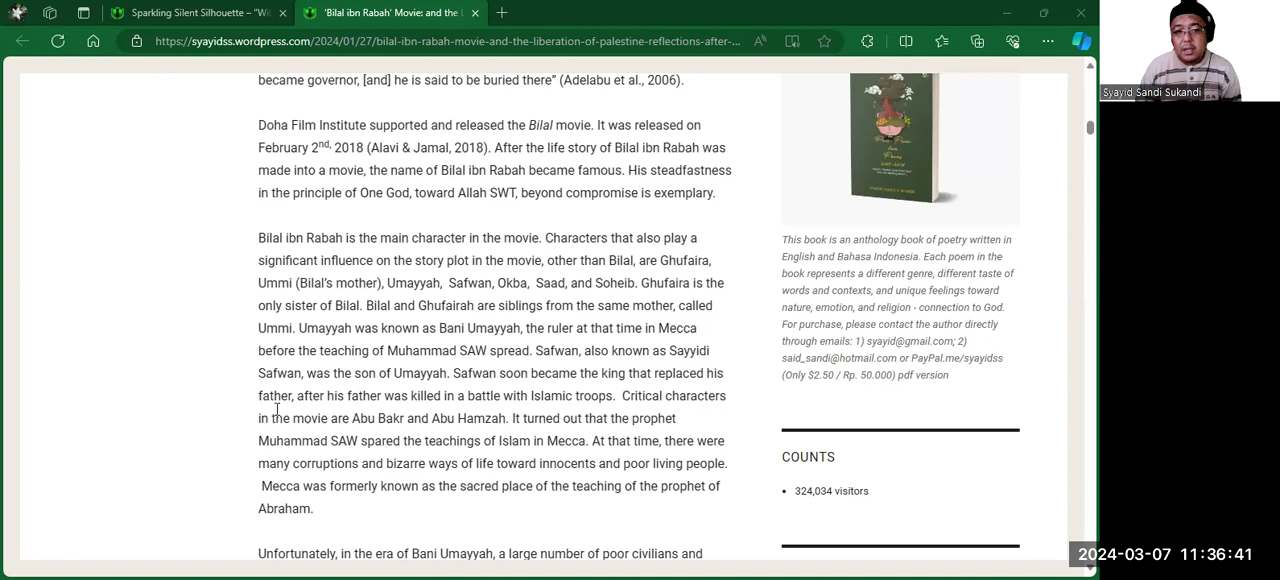 Sparkling Silent Silhouette – "Wi
'Bilal ibn Rabah' Movie: and the L
https://syayidss.wordpress.com/2024/01/27/bilal-ibn-rabah-movie-and-the-liberation-of-palestine-reflections-after-...
Syayid Sandi Sukandi
became governor, [and] he is said to be buried there" (Adelabu et al., 2006).
Doha Film Institute supported and released the Bilal movie. It was released on
February 2nd, 2018 (Alavi & Jamal, 2018). After the life story of Bilal ibn Rabah was
made into a movie, the name of Bilal ibn Rabah became famous. His steadfastness
in the principle of One God, toward Allah SWT, beyond compromise is exemplary.
Bilal ibn Rabah is the main character in the movie. Characters that also play a
significant influence on the story plot in the movie, other than Bilal, are Ghufaira,
Ummi (Bilal's mother), Umayyah, Safwan, Okba, Saad, and Soheib. Ghufaira is the
only sister of Bilal. Bilal and Ghufairah are siblings from the same mother, called
Ummi. Umayyah was known as Bani Umayyah, the ruler at that time in Mecca
before the teaching of Muhammad SAW spread. Safwan, also known as Sayyidi
Safwan, was the son of Umayyah. Safwan soon became the king that replaced his
father, after his father was killed in a battle with Islamic troops. Critical characters
in the movie are Abu Bakr and Abu Hamzah. It turned out that the prophet
Muhammad SAW spared the teachings of Islam in Mecca. At that time, there were
many corruptions and bizarre ways of life toward innocents and poor living people.
Mecca was formerly known as the sacred place of the teaching of the prophet of
Abraham.
Unfortunately, in the era of Bani Umayyah, a large number of poor civilians and
This book is an anthology book of poetry written in
English and Bahasa Indonesia. Each poem in the
book represents a different genre, different taste of
words and contexts, and unique feelings toward
nature, emotion, and religion - connection to God.
For purchase, please contact the author directly
through emails: 1) syayid@gmail.com; 2)
said_sandi@hotmail.com or PayPal.me/syayidss
(Only $2.50 / Rp. 50.000) pdf version
COUNTS
324,034 visitors
2024-03-07 11:36:41